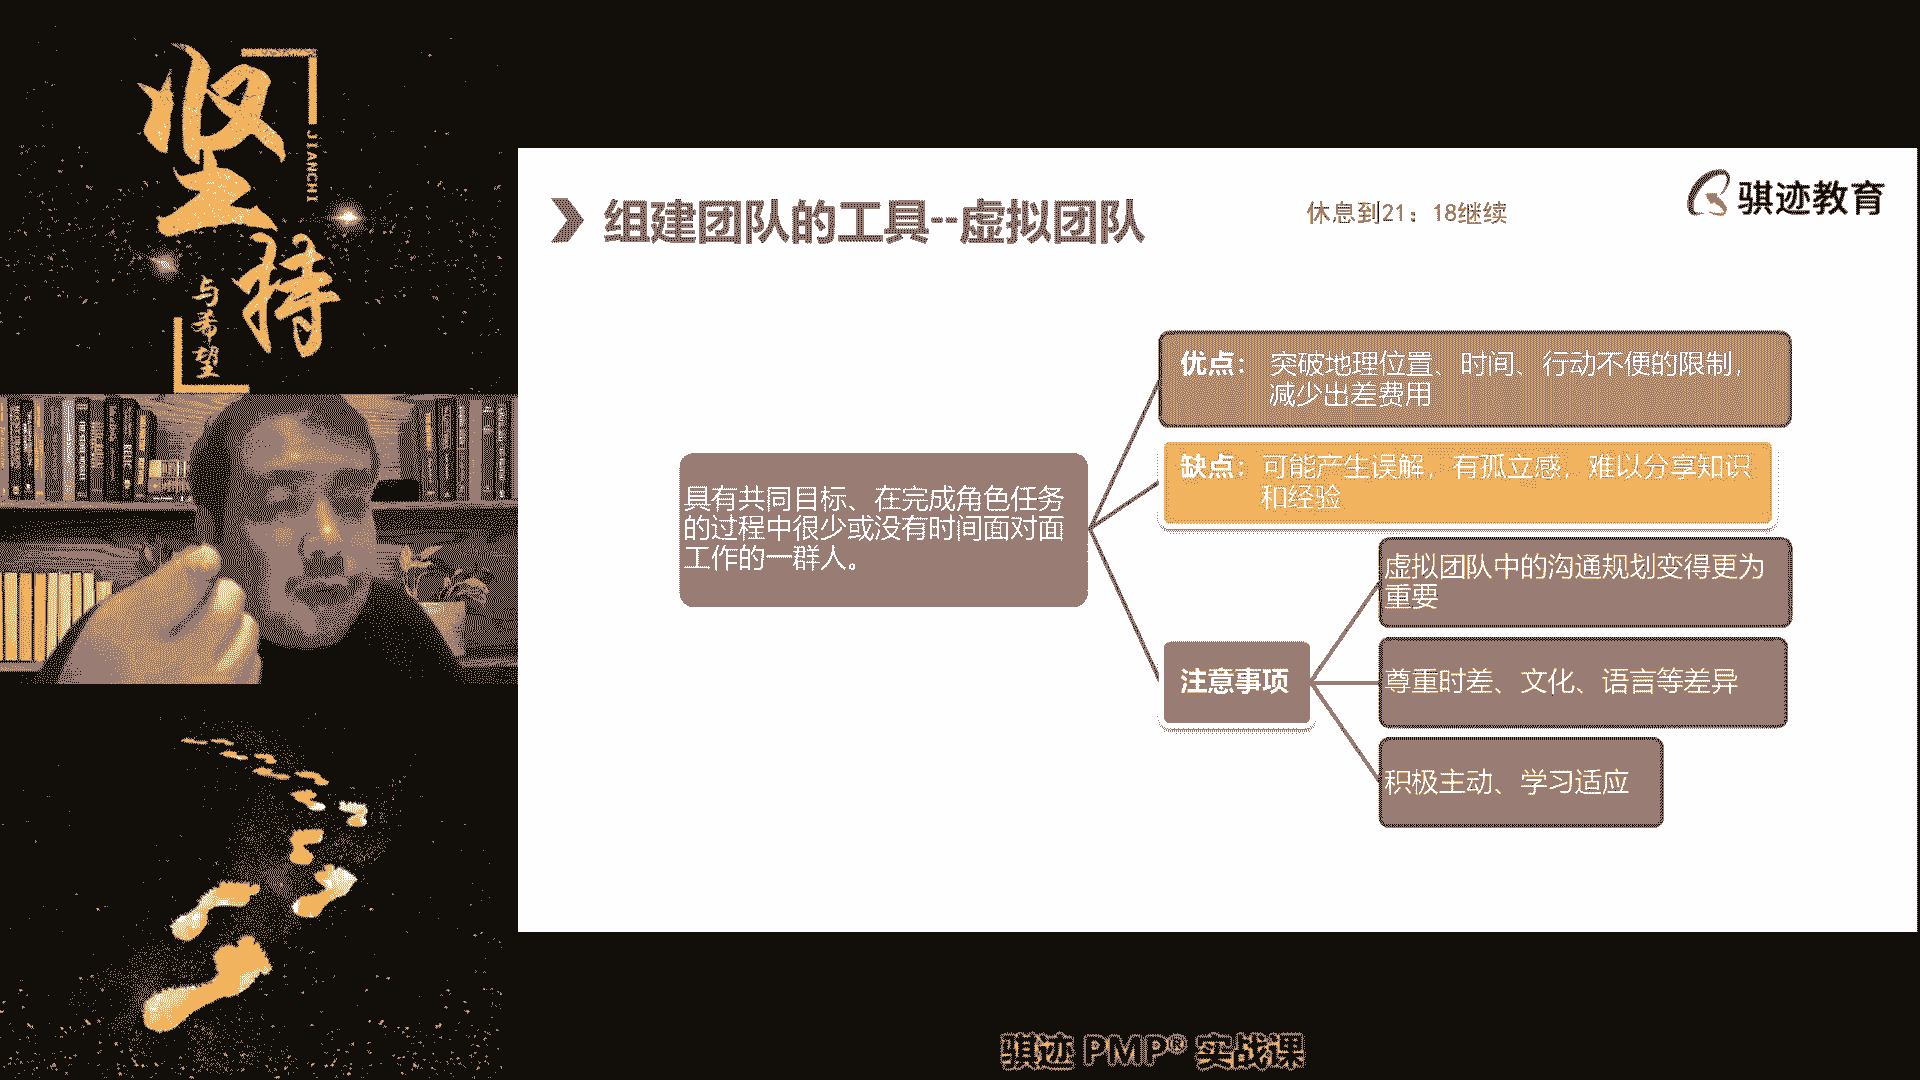 坚持
JIANCHI
与希望
组建团队的工具--虚拟团队
休息到21：18继续
骐迹教育
具有共同目标、在完成角色任务
的过程中很少或没有时间面对面
工作的一群人。
优点： 突破地理位置、时间、行动不便的限制，
减少出差费用
缺点： 可能产生误解，有孤立感，难以分享知识
和经验
注意事项
虚拟团队中的沟通规划变得更为
重要
尊重时差、文化、语言等差异
积极主动、学习适应
骐迹 PMP® 实战课